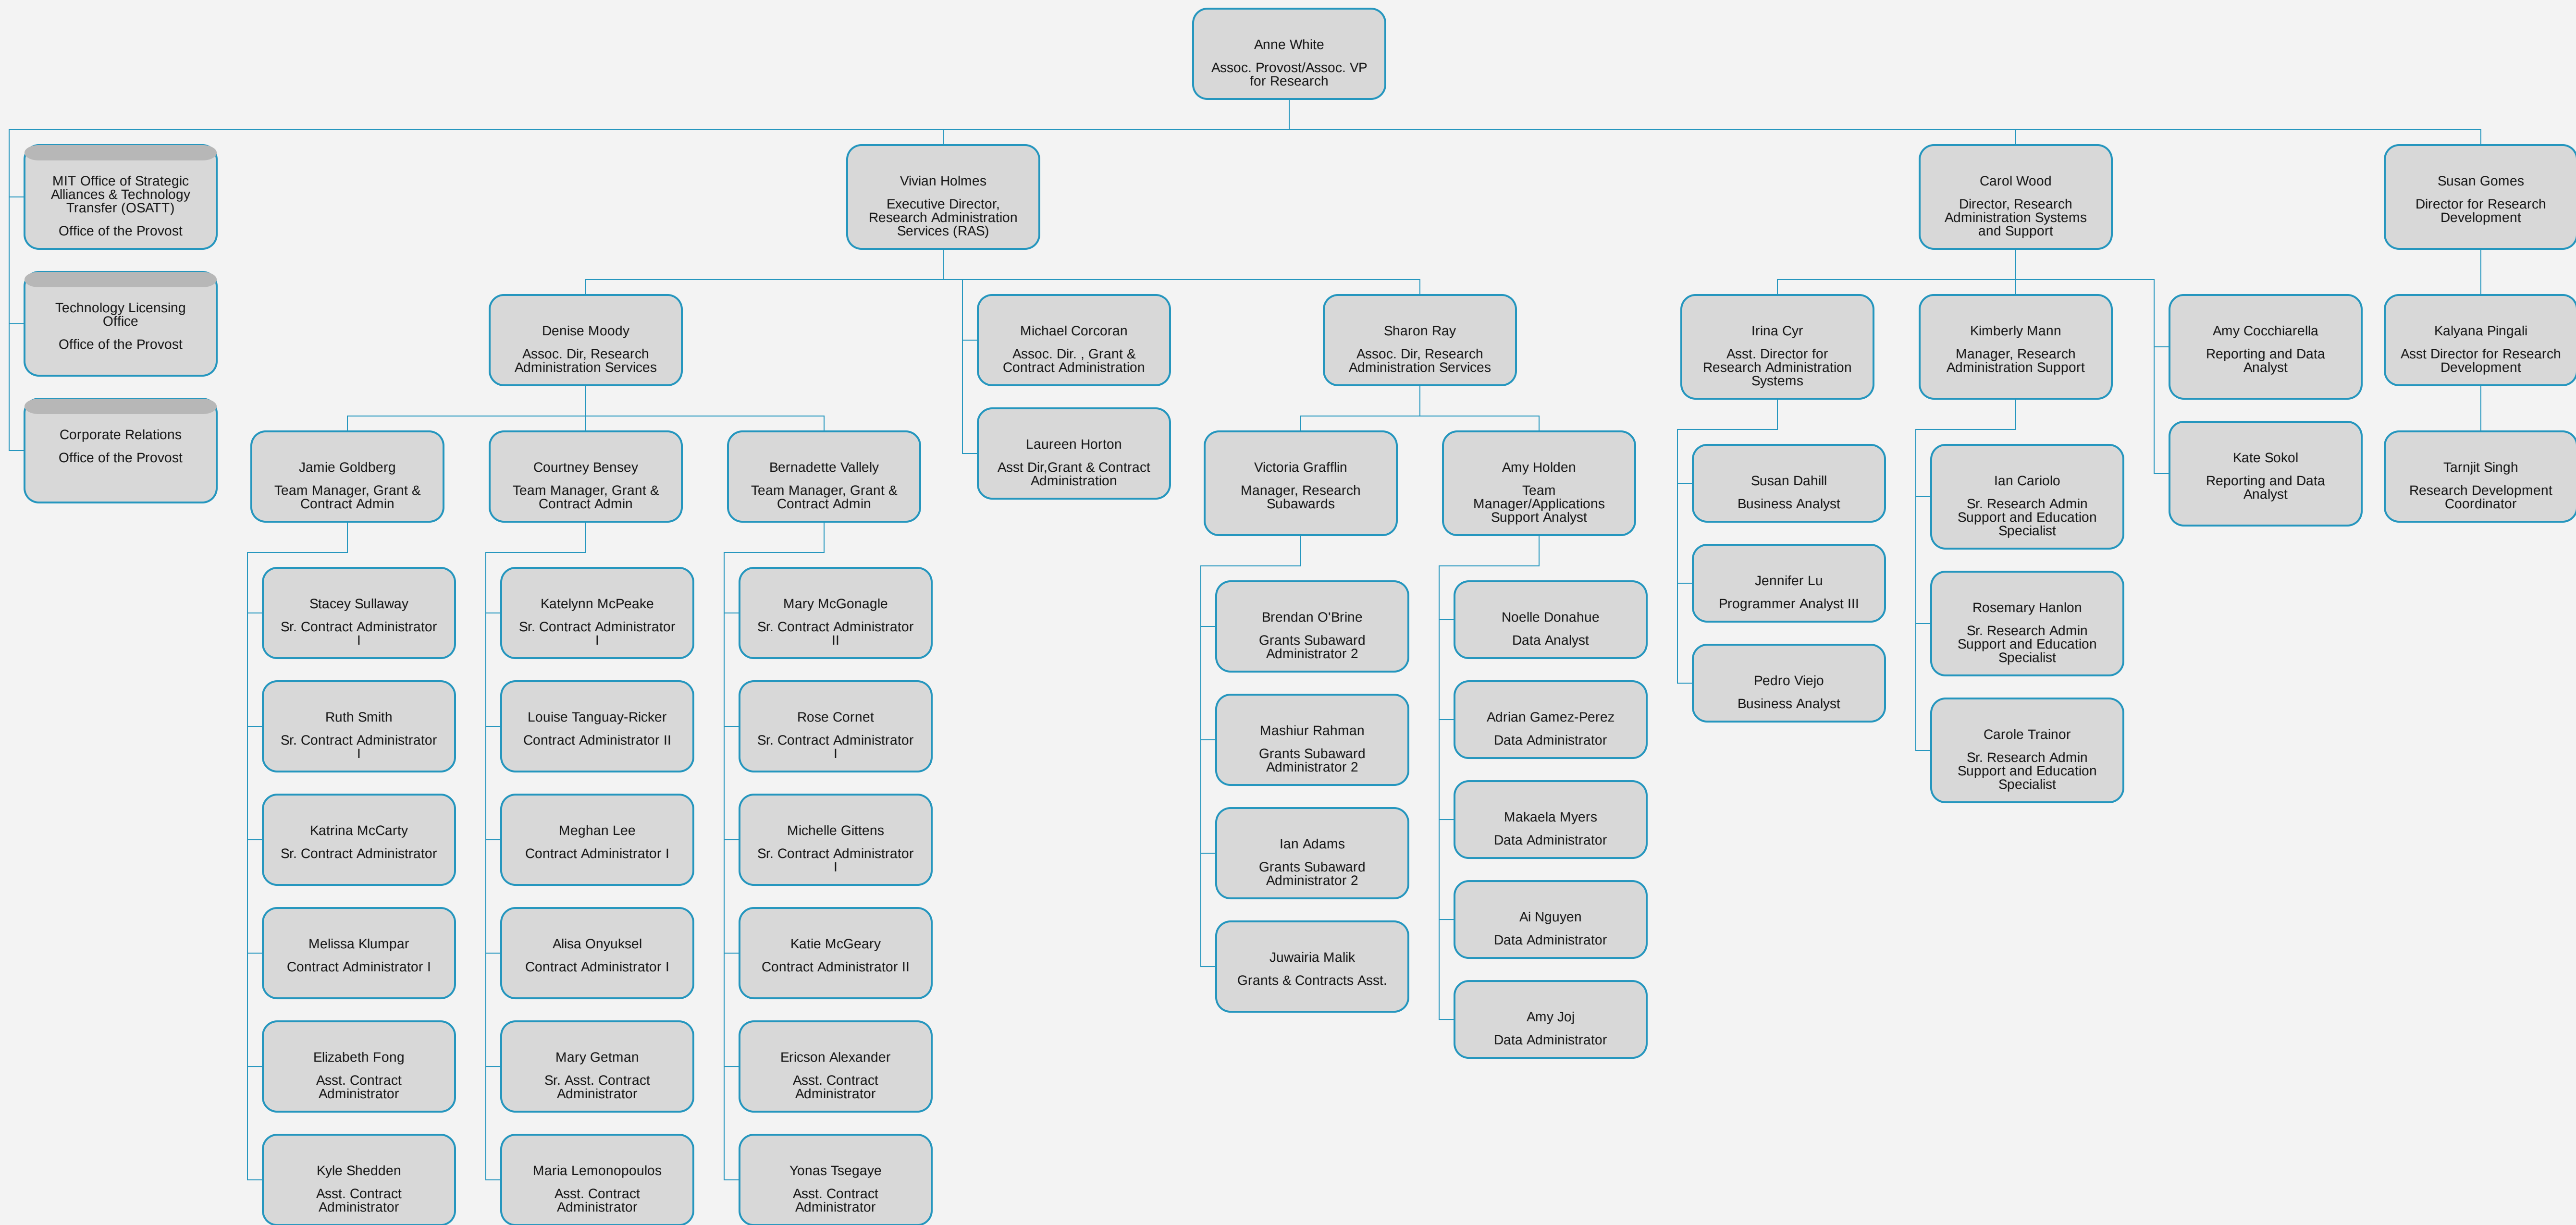 Anne White
Assoc. Provost/Assoc. VP
for Research
MIT Office of Strategic
Alliances & Technology
Transfer (OSATT)
Office of the Provost
Technology Licensing
Office
Office of the Provost
Corporate Relations
Office of the Provost
Vivian Holmes
Executive Director,
Research Administration
Services (RAS)
Denise Moody
Assoc. Dir, Research
Administration Services
Jamie Goldberg
Team Manager, Grant &
Contract Admin
Stacey Sullaway
Sr. Contract Administrator
I
Ruth Smith
Sr. Contract Administrator
I
Katrina McCarty
Sr. Contract Administrator
Melissa Klumpar
Contract Administrator I
Elizabeth Fong
Asst. Contract
Administrator
Kyle Shedden
Asst. Contract
Administrator
Courtney Bensey
Team Manager, Grant &
Contract Admin
Katelynn McPeake
Sr. Contract Administrator
I
Louise Tanguay-Ricker
Contract Administrator II
Meghan Lee
Contract Administrator I
Alisa Onyuksel
Contract Administrator I
Mary Getman
Sr. Asst. Contract
Administrator
Maria Lemonopoulos
Asst. Contract
Administrator
Bernadette Vallely
Team Manager, Grant &
Contract Admin
Mary McGonagle
Sr. Contract Administrator
II
Rose Cornet
Sr. Contract Administrator
I
Michelle Gittens
Sr. Contract Administrator
I
Katie McGeary
Contract Administrator II
Ericson Alexander
Asst. Contract
Administrator
Yonas Tsegaye
Asst. Contract
Administrator
Michael Corcoran
Assoc. Dir. , Grant &
Contract Administration
Laureen Horton
Asst Dir,Grant & Contract
Administration
Sharon Ray
Assoc. Dir, Research
Administration Services
Victoria Grafflin
Manager, Research
Subawards
Brendan O'Brine
Grants Subaward
Administrator 2
Mashiur Rahman
Grants Subaward
Administrator 2
Ian Adams
Grants Subaward
Administrator 2
Juwairia Malik
Grants & Contracts Asst.
Amy Holden
Team
Manager/Applications
Support Analyst
Noelle Donahue
Data Analyst
Adrian Gamez-Perez
Data Administrator
Makaela Myers
Data Administrator
Ai Nguyen
Data Administrator
Amy Joj
Data Administrator
Carol Wood
Director, Research
Administration Systems
and Support
Irina Cyr
Asst. Director for
Research Administration
Systems
Susan Dahill
Business Analyst
Jennifer Lu
Programmer Analyst III
Pedro Viejo
Business Analyst
Kimberly Mann
Manager, Research
Administration Support
Ian Cariolo
Sr. Research Admin
Support and Education
Specialist
Rosemary Hanlon
Sr. Research Admin
Support and Education
Specialist
Carole Trainor
Sr. Research Admin
Support and Education
Specialist
Amy Cocchiarella
Reporting and Data
Analyst
Kate Sokol
Reporting and Data
Analyst
Susan Gomes
Director for Research
Development
Kalyana Pingali
Asst Director for Research
Development
Tarnjit Singh
Research Development
Coordinator